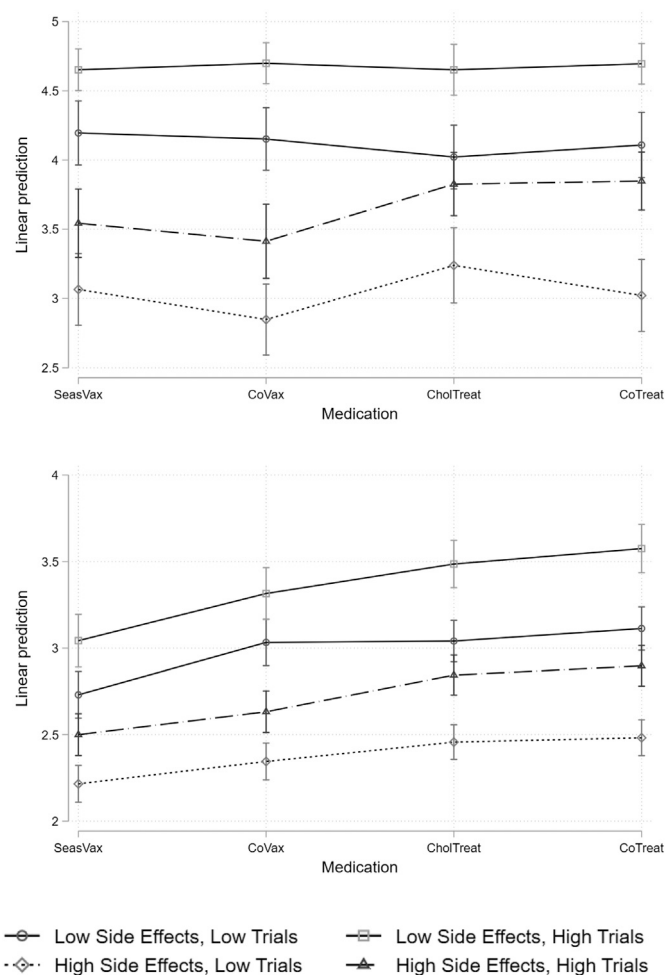 5
4.5
4
3.5
3
2.5
Linear prediction
SeasVax CoVax CholTreat CoTreat
Medication
4
3.5
3
2.5
2
Linear prediction
SeasVax CoVax CholTreat CoTreat
Medication
Low Side Effects, Low Trials Low Side Effects, High Trials
High Side Effects, Low Trials High Side Effects, High Trials